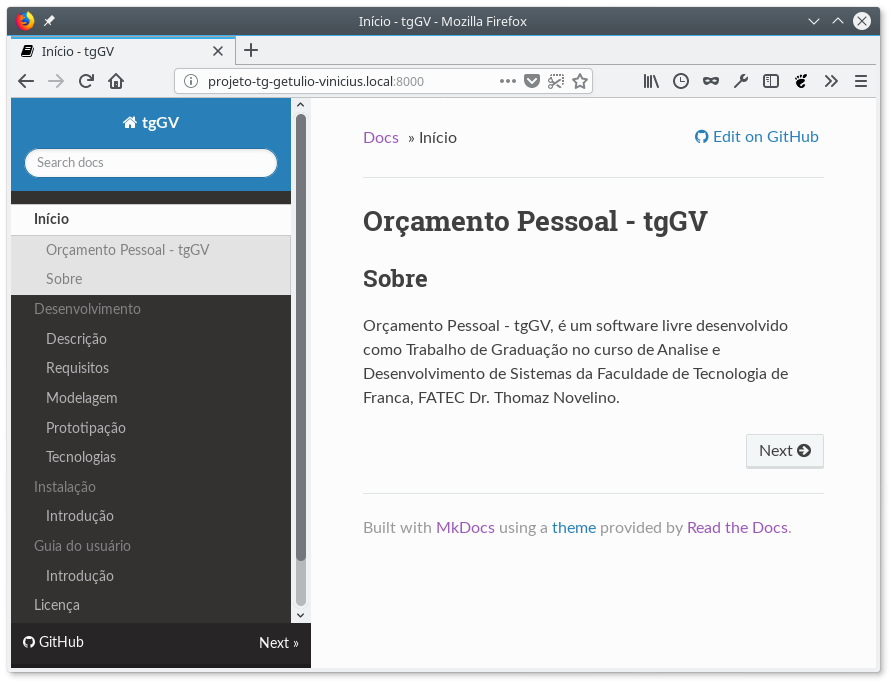 Início - tgGV - Mozilla Firefox
Início - tgGV
projeto-tg-getulio-vinicius.local:8000
tgGV
Search docs
Início
Orçamento Pessoal - tgGV
Sobre
Desenvolvimento
Descrição
Requisitos
Modelagem
Prototipação
Tecnologias
Instalação
Introdução
Guia do usuário
Introdução
Licença
GitHub
Next »
Docs » Início
Edit on GitHub
Orçamento Pessoal - tgGV
Sobre
Orçamento Pessoal - tgGV, é um software livre desenvolvido
como Trabalho de Graduação no curso de Analise e
Desenvolvimento de Sistemas da Faculdade de Tecnologia de
Franca, FATEC Dr. Thomaz Novelino.
Next
Built with MkDocs using a theme provided by Read the Docs.